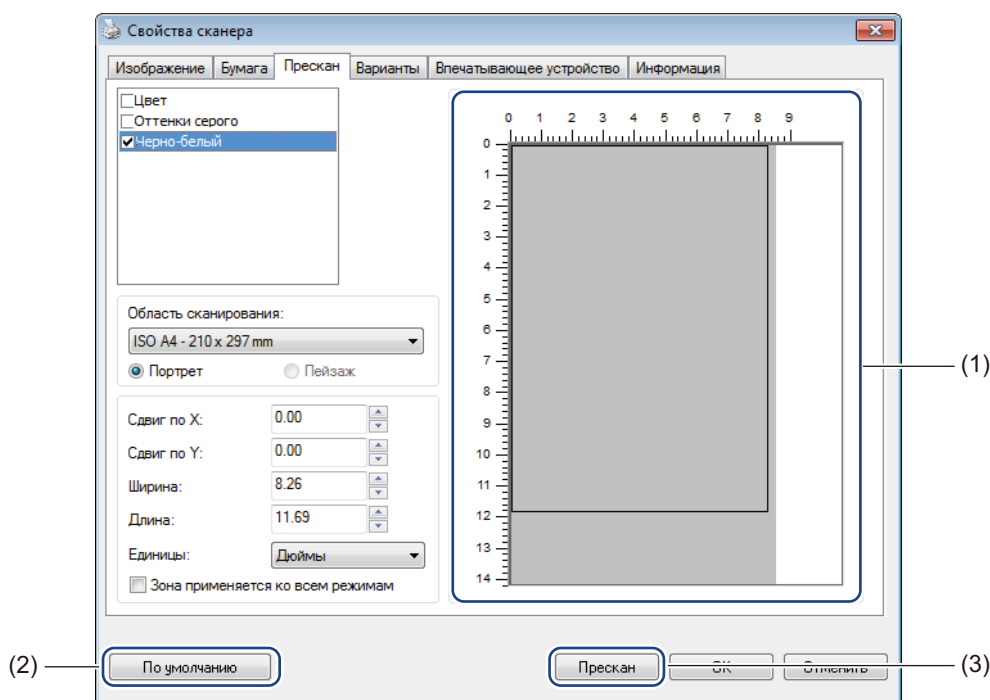 Свойства сканера
Изображение Бумага Прескан Варианты Впечатывающее устройство Информация
Цвет
Оттенки серого
Черно-белый
0 1 2 3 4 5 6 7 8 9
0
1
2
3
4
5
6
7
8
9
10
11
12
13
14
(1)
Область сканирования:
ISO A4 - 210 x 297 mm
Портрет Пейзаж
Сдвиг по X: 0.00
Сдвиг по Y: 0.00
Ширина: 8.26
Длина: 11.69
Единицы: Дюймы
Зона применяется ко всем режимам
(2) По умолчанию Прескан OK Отменить (3)